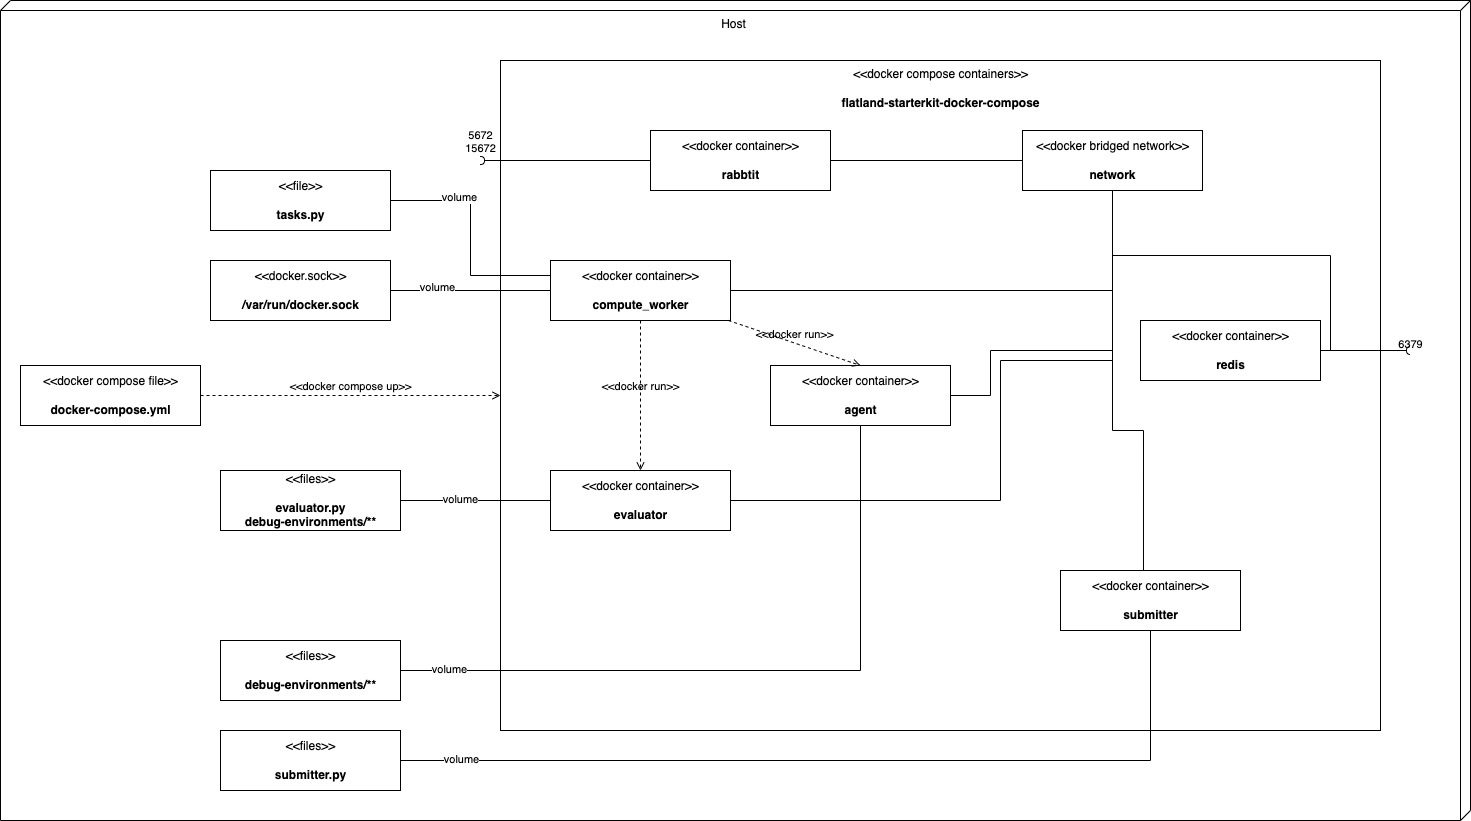 Host
<<docker compose containers>>
flatland-starterkit-docker-compose
5672
15672
<<docker container>>
rabbtit
<<docker bridged network>>
network
<<file>>
tasks.py
volume
<<docker.sock>>
/var/run/docker.sock
volume
<<docker container>>
compute_worker
<<docker run>>
<<docker container>>
redis
6379
<<docker compose file>>
docker-compose.yml
<<docker compose up>>
<<docker run>>
<<docker container>>
agent
<<files>>
evaluator.py
debug-environments/**
volume
<<docker container>>
evaluator
<<docker container>>
submitter
<<files>>
debug-environments/**
volume
<<files>>
submitter.py
volume